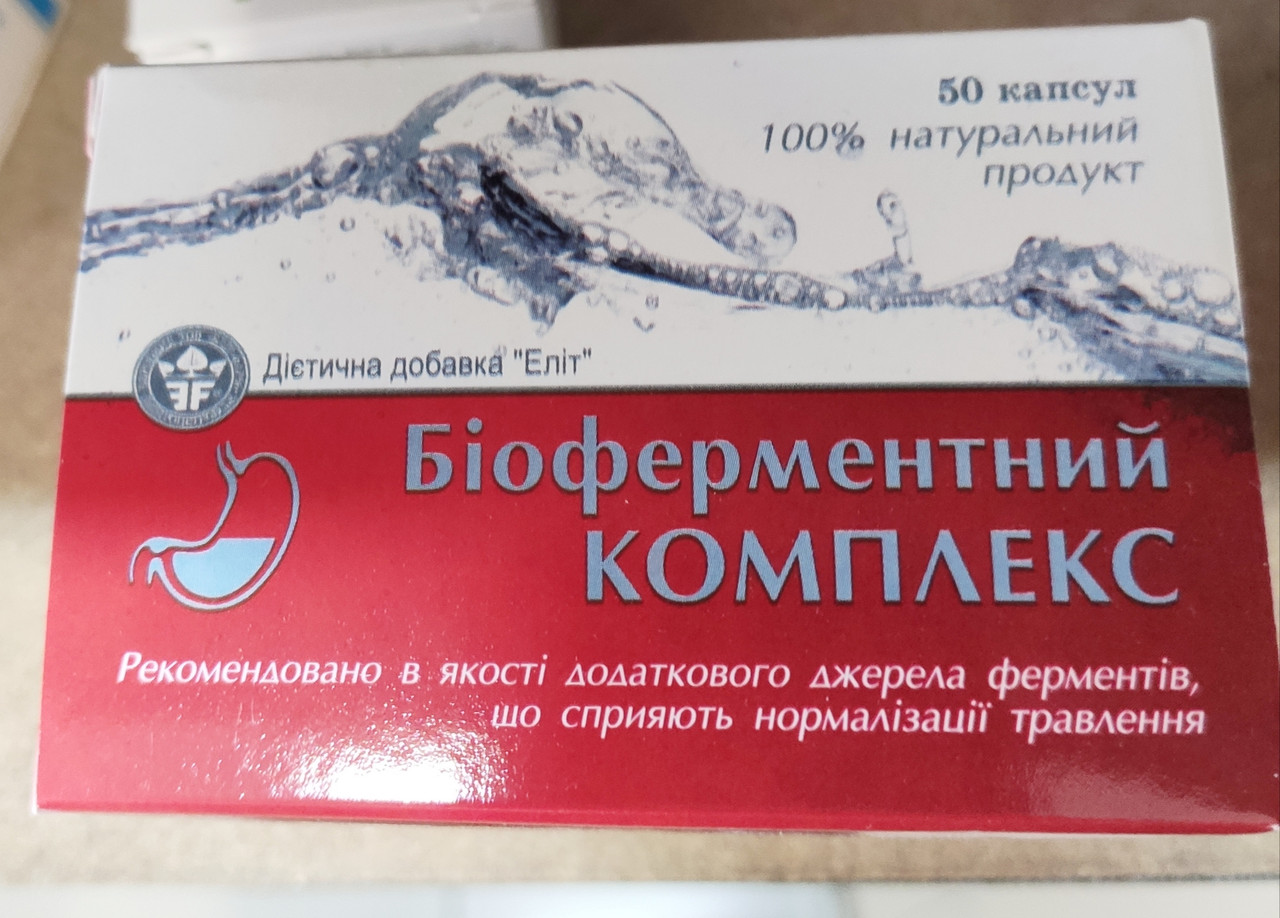 50 капсул
100% натуральний
продукт
Дієтична добавка "Еліт"
Біоферментний
КОМПЛЕКС
Рекомендовано в якості додаткового джерела ферментів,
що сприяють нормалізації травлення